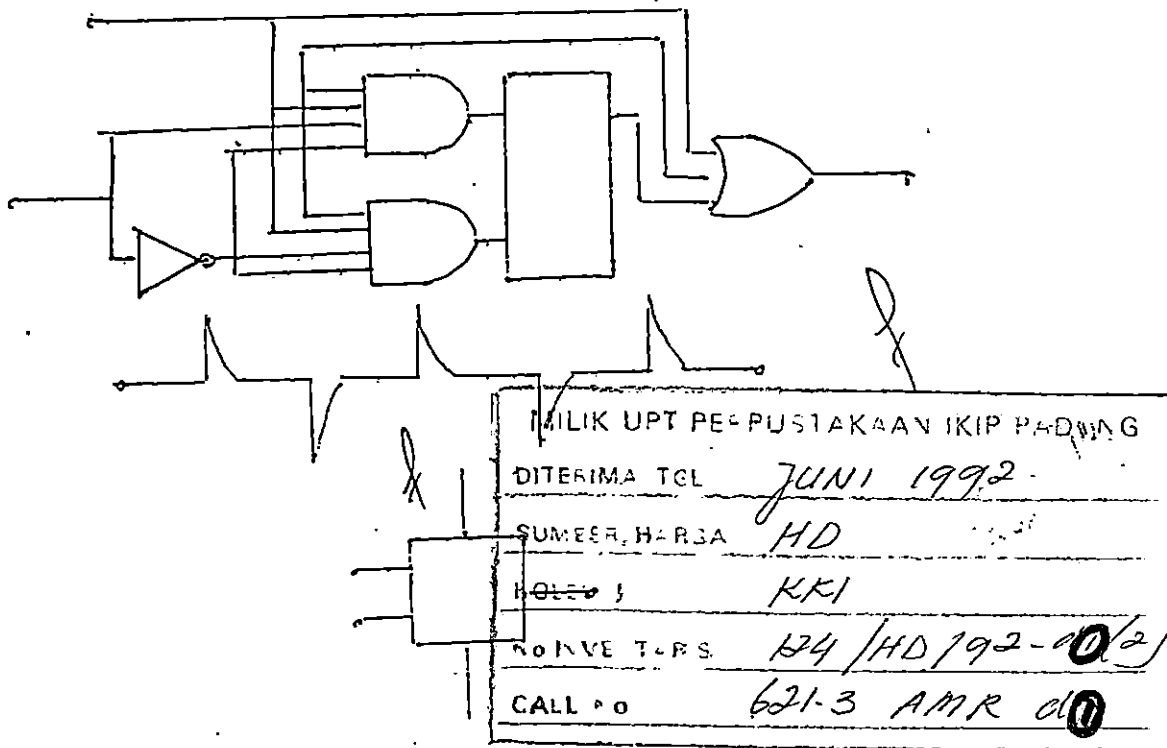 MILIK UPT PERPUSTAKAAN IKIP PADANG
DITERIMA TGL JUNI 1992
SUMBER/HARGA HD
KOLEKSI KKI
124/HD/92-
CALL NO 621.3 AMR